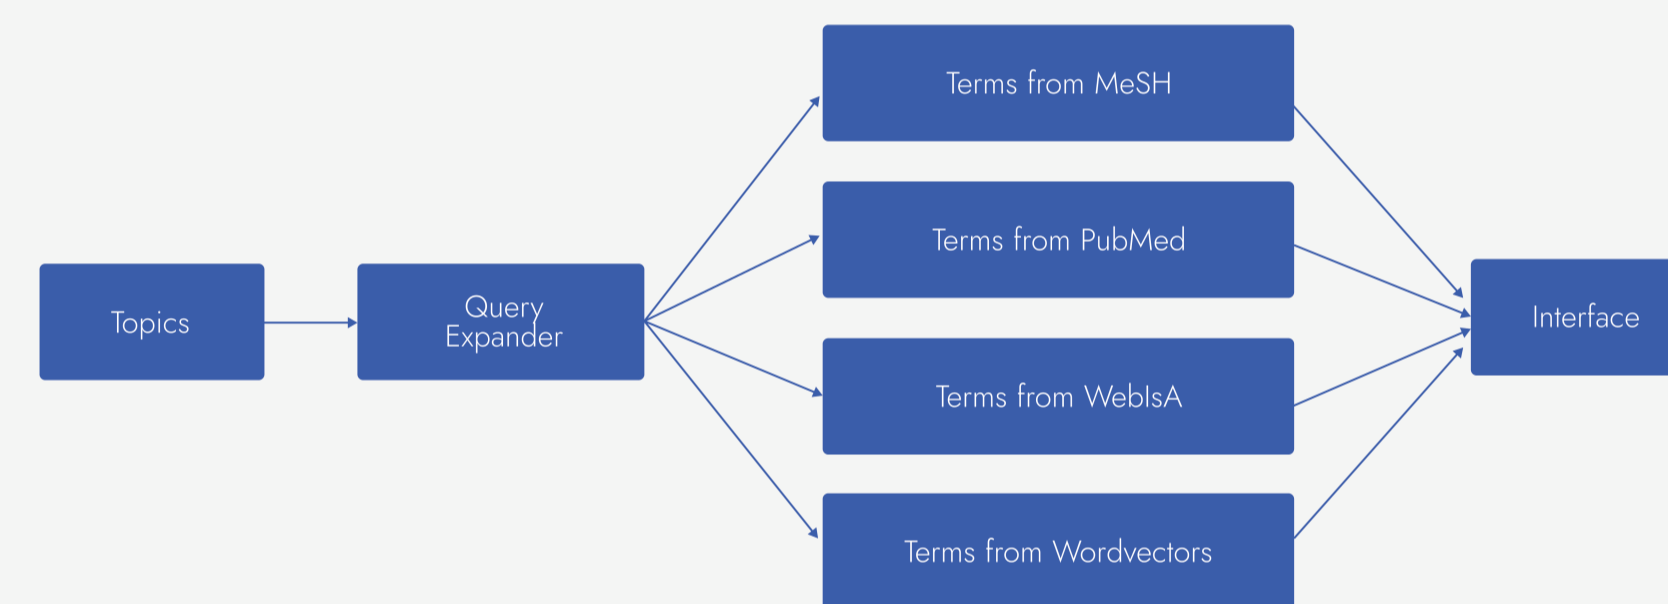 Topics
Query
Expander
Terms from MeSH
Terms from PubMed
Terms from WebIsA
Terms from Wordvectors
Interface